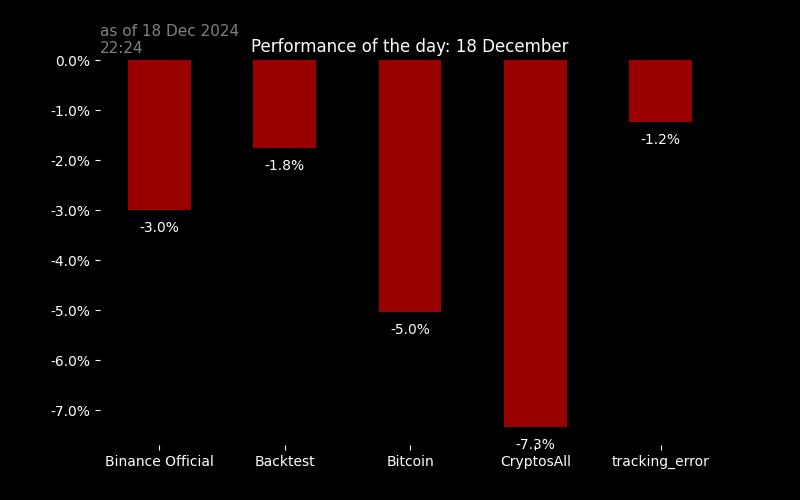 as of 18 Dec 2024
22:24
Performance of the day: 18 December
0.0%
-1.0%
-2.0%
-3.0%
-4.0%
-5.0%
-6.0%
-7.0%
-3.0%
-1.8%
-5.0%
-7.3%
-1.2%
Binance Official
Backtest
Bitcoin
CryptosAll
tracking_error